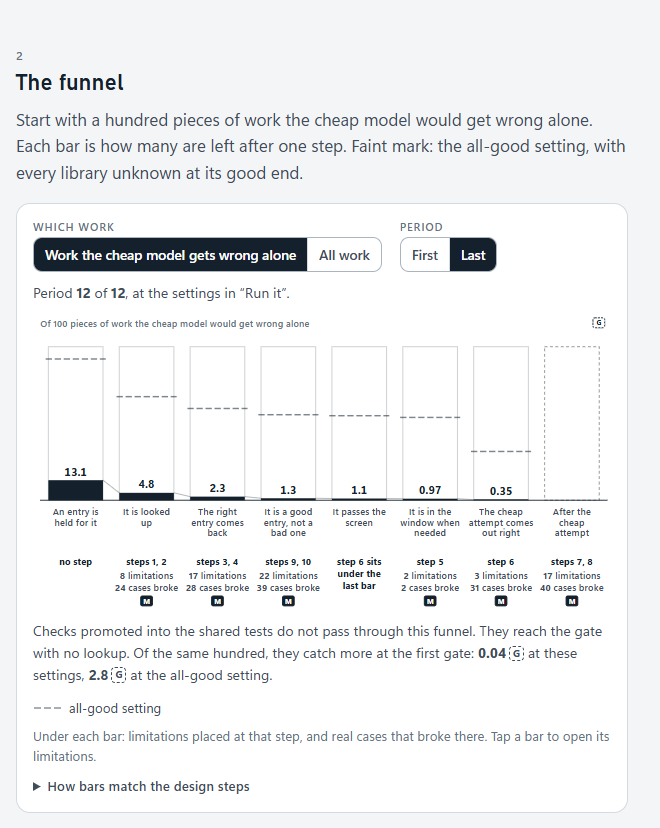 2
The funnel
Start with a hundred pieces of work the cheap model would get wrong alone.
Each bar is how many are left after one step. Faint mark: the all-good setting, with
every library unknown at its good end.
WHICH WORK
PERIOD
Work the cheap model gets wrong alone
All work
First
Last
Period 12 of 12, at the settings in “Run it”.
Of 100 pieces of work the cheap model would get wrong alone
G
13.1
4.8
2.3
1.3
1.1
0.97
0.35
An entry is
held for it
It is looked
up
The right
entry comes
back
It is a good
entry, not a
bad one
It passes the
screen
It is in the
window when
needed
The cheap
attempt comes
out right
After the
cheap
attempt
no step
steps 1, 2
8 limitations
24 cases broke
M
steps 3, 4
17 limitations
28 cases broke
M
steps 9, 10
22 limitations
39 cases broke
M
step 6 sits
under the
last bar
step 5
2 limitations
2 cases broke
M
step 6
3 limitations
31 cases broke
M
steps 7, 8
17 limitations
40 cases broke
M
Checks promoted into the shared tests do not pass through this funnel. They reach the gate
with no lookup. Of the same hundred, they catch more at the first gate: 0.04 G at these
settings, 2.8 G at the all-good setting.
all-good setting
Under each bar: limitations placed at that step, and real cases that broke there. Tap a bar to open its
limitations.
How bars match the design steps